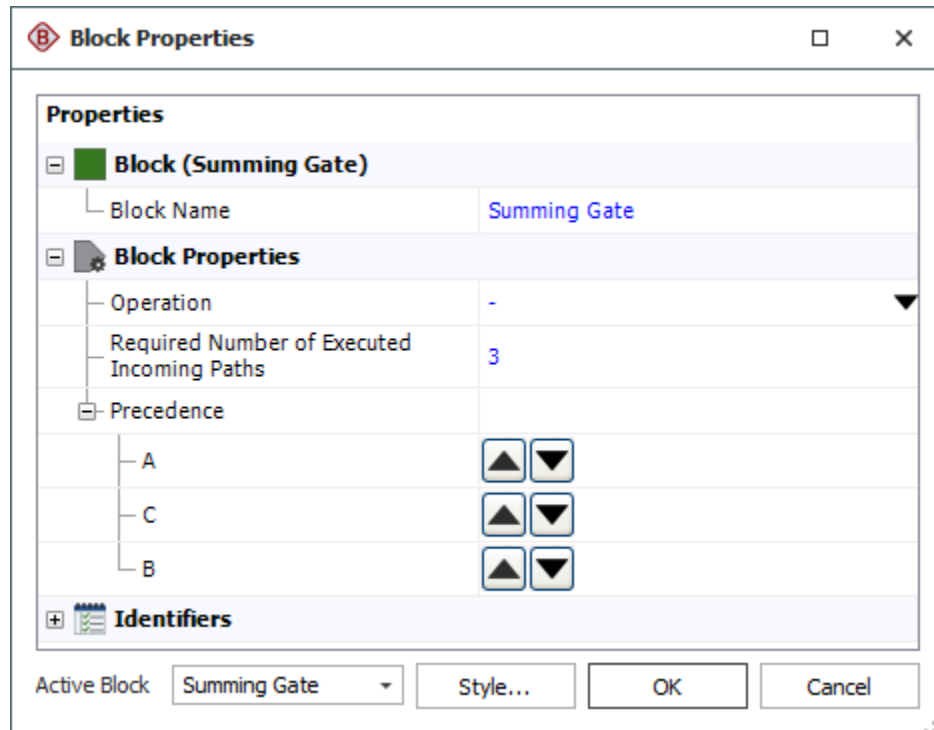 B Block Properties
Properties
Block (Summing Gate)
Block Name Summing Gate
Block Properties
Operation -
Required Number of Executed
Incoming Paths 3
Precedence
A
C
B
Identifiers
Active Block Summing Gate Style... OK Cancel